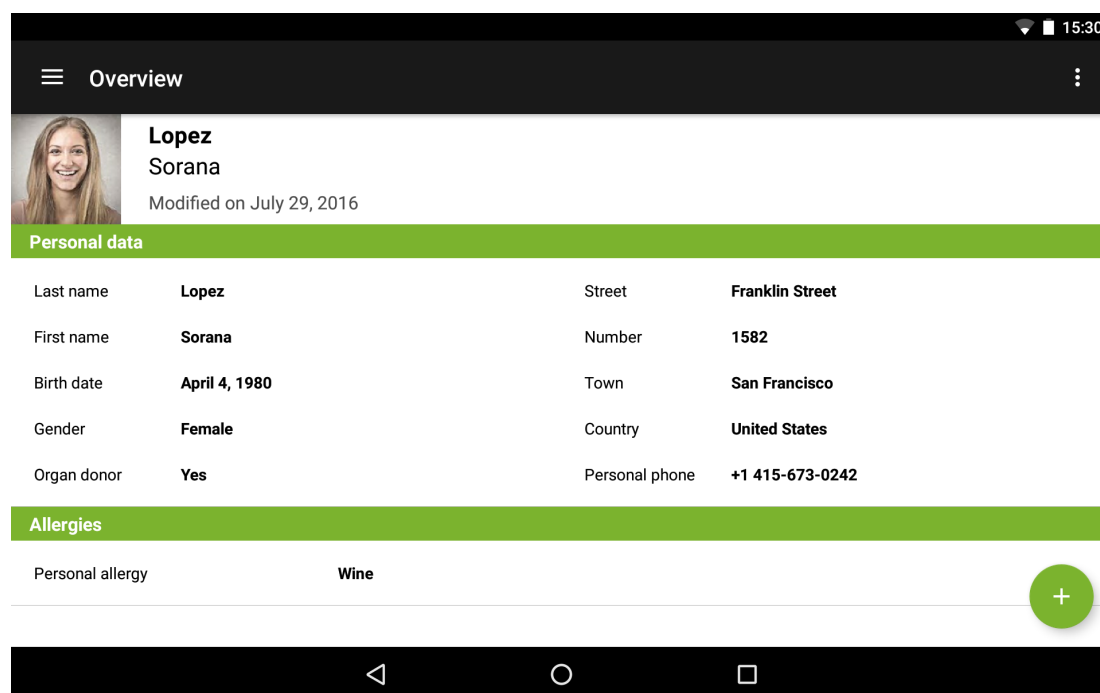 15:30
Overview
Lopez
Sorana
Modified on July 29, 2016
Personal data
Last name Lopez Street Franklin Street
First name Sorana Number 1582
Birth date April 4, 1980 Town San Francisco
Gender Female Country United States
Organ donor Yes Personal phone +1 415-673-0242
Allergies
Personal allergy Wine
+